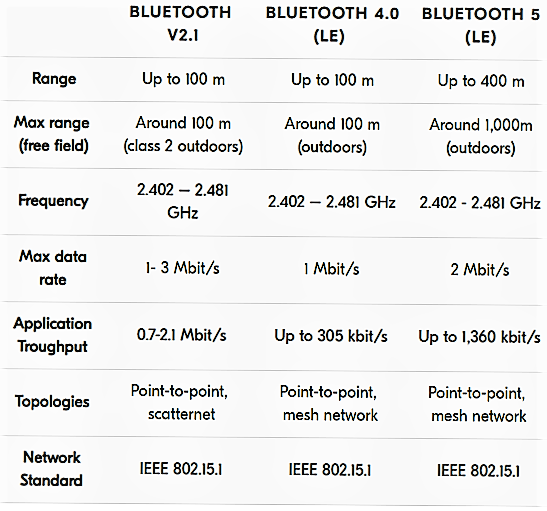 BLUETOOTH V2.1 BLUETOOTH 4.0 (LE) BLUETOOTH 5 (LE)
Range Up to 100 m Up to 100 m Up to 400 m
Max range (free field) Around 100 m (class 2 outdoors) Around 100 m (outdoors) Around 1,000m (outdoors)
Frequency 2.402 – 2.481 GHz 2.402 – 2.481 GHz 2.402 - 2.481 GHz
Max data rate 1- 3 Mbit/s 1 Mbit/s 2 Mbit/s
Application Troughput 0.7-2.1 Mbit/s Up to 305 kbit/s Up to 1,360 kbit/s
Topologies Point-to-point, scatternet Point-to-point, mesh network Point-to-point, mesh network
Network Standard IEEE 802.15.1 IEEE 802.15.1 IEEE 802.15.1